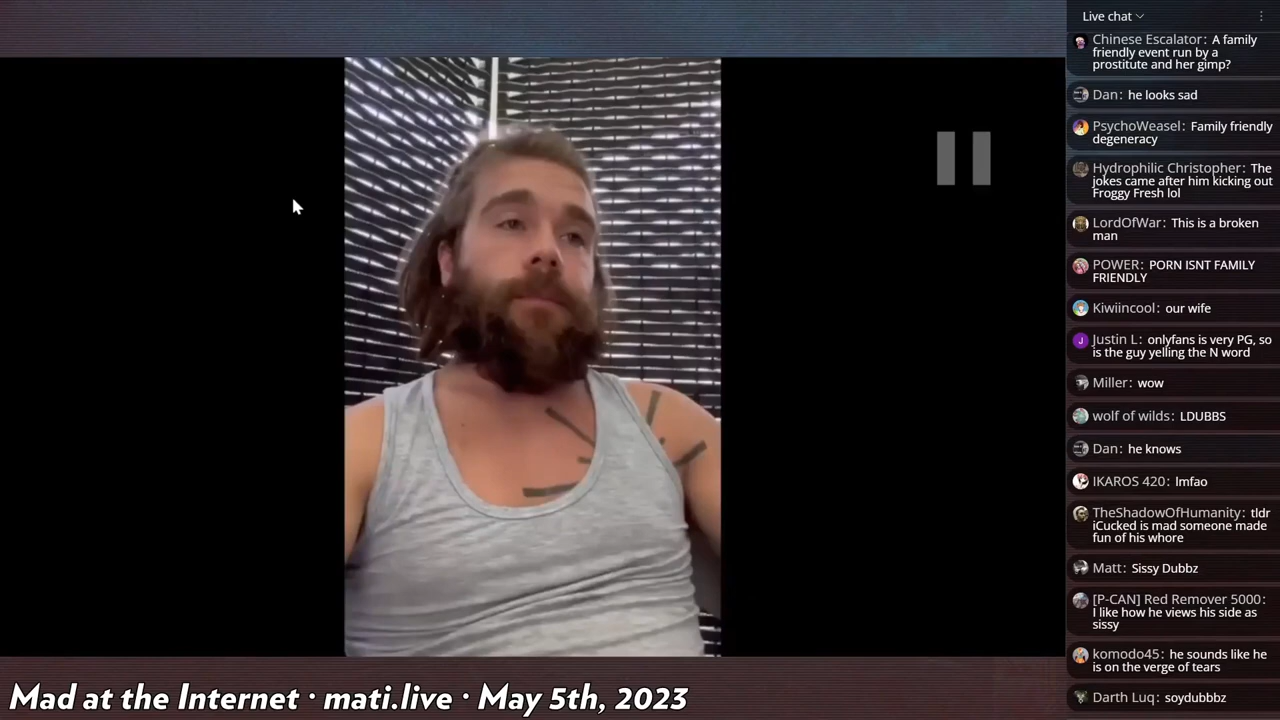 Live chat
Chinese Escalator: A family
friendly event run by a
prostitute and her gimp?
Dan: he looks sad
PsychoWeasel: Family friendly
degeneracy
Hydrophilic Christopher: The
jokes came after him kicking out
Froggy Fresh lol
LordOfWar: This is a broken
man
POWER: PORN ISNT FAMILY
FRIENDLY
Kiwiincool: our wife
J
Justin L: onlyfans is very PG, so
is the guy yelling the N word
Miller: wow
wolf of wilds: LDUBBS
Dan: he knows
IKAROS 420: lmfao
TheShadowOfHumanity: tldr
iCucked is mad someone made
fun of his whore
Matt: Sissy Dubbz
[P-CAN] Red Remover 5000:
I like how he views his side as
sissy
komodo45: he sounds like he
is on the verge of tears
Darth Luq: soydubbbz
Mad at the Internet · mati.live · May 5th, 2023